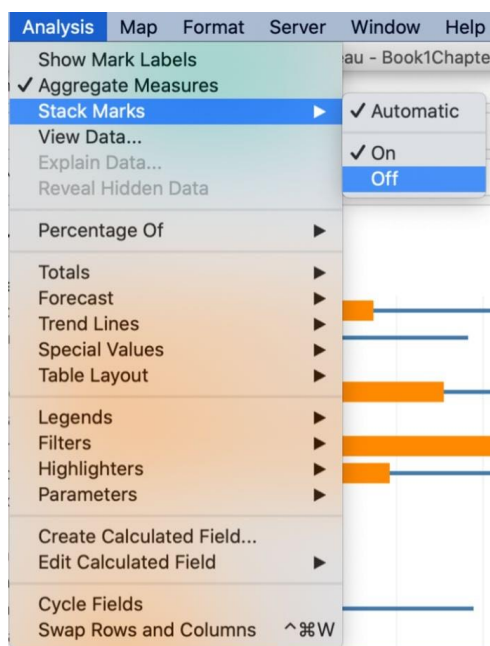 Analysis Map Format Server Window Help
au - Book1Chapte
Show Mark Labels
✓ Aggregate Measures
Stack Marks ▶
✓ Automatic
✓ On
Off
View Data...
Explain Data...
Reveal Hidden Data
Percentage Of ▶
Totals ▶
Forecast ▶
Trend Lines ▶
Special Values ▶
Table Layout ▶
Legends ▶
Filters ▶
Highlighters ▶
Parameters ▶
Create Calculated Field...
Edit Calculated Field ▶
Cycle Fields
Swap Rows and Columns ^⌘W